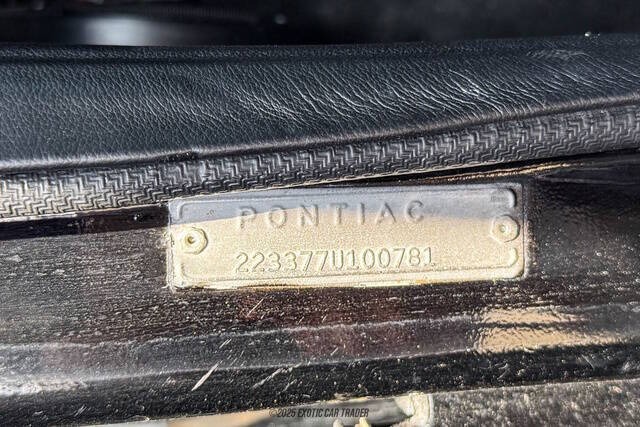 PONTIAC
223377U100781
©2025 EXOTIC CAR TRADER